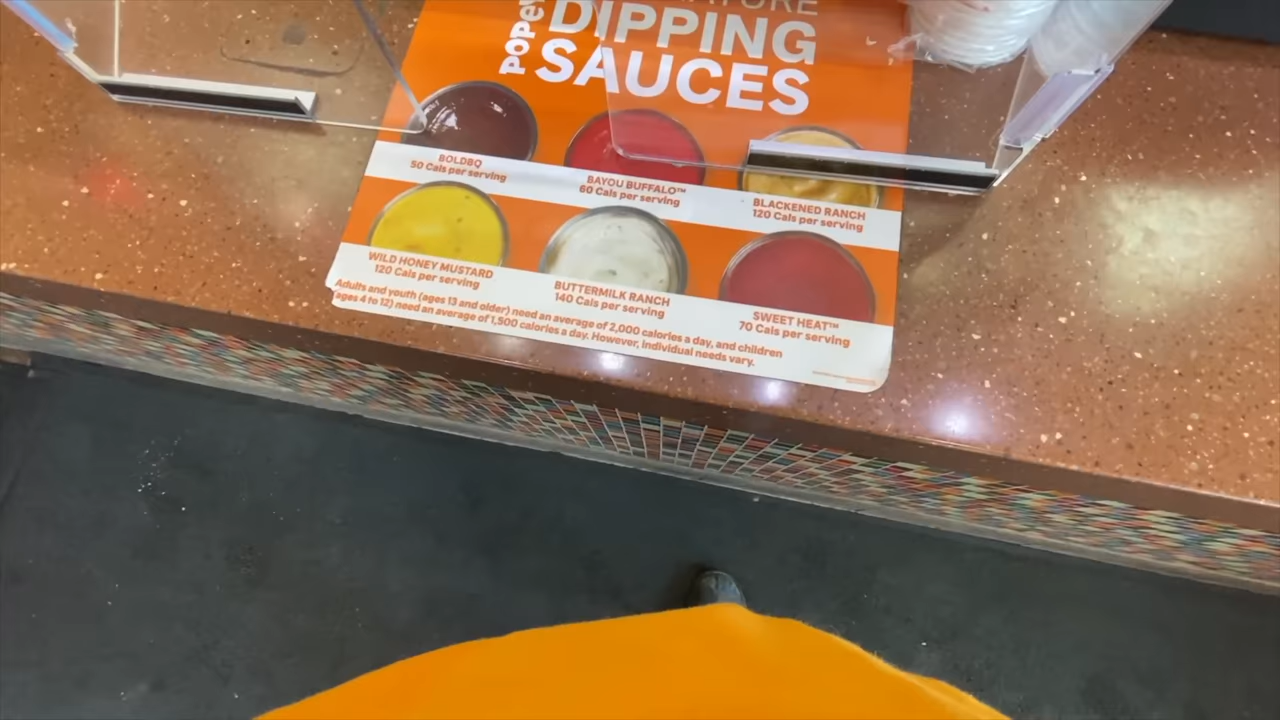 DIPPING
SAUCES
BOLDBQ
50 Cals per serving
BAYOU BUFFALO™
60 Cals per serving
BLACKENED RANCH
120 Cals per serving
WILD HONEY MUSTARD
120 Cals per serving
BUTTERMILK RANCH
140 Cals per serving
SWEET HEAT™
70 Cals per serving
Adults and youth (ages 13 and older) need an average of 2,000 calories a day, and children
(ages 4 to 12) need an average of 1,500 calories a day. However, individual needs vary.